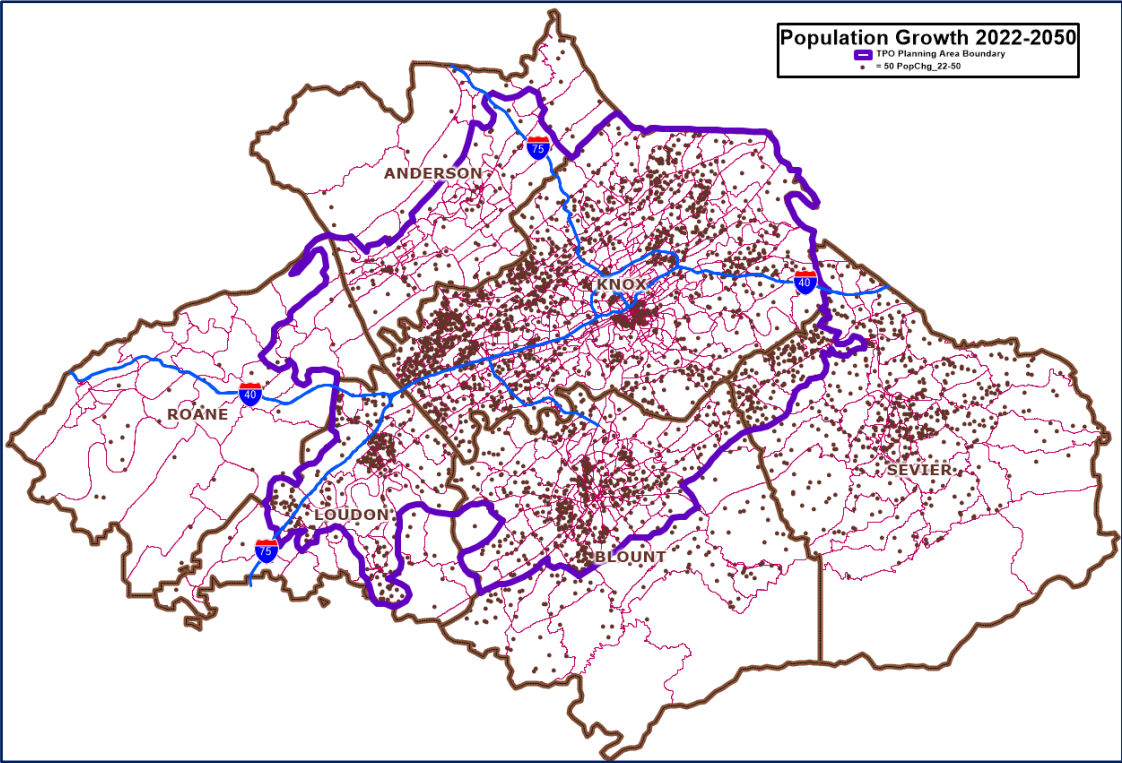 Population Growth 2022-2050
TPO Planning Area Boundary
= 50 PopChg_22-50
75
ANDERSON
KNOX
40
40
ROANE
SEVIER
LOUDON
75
BLOUNT